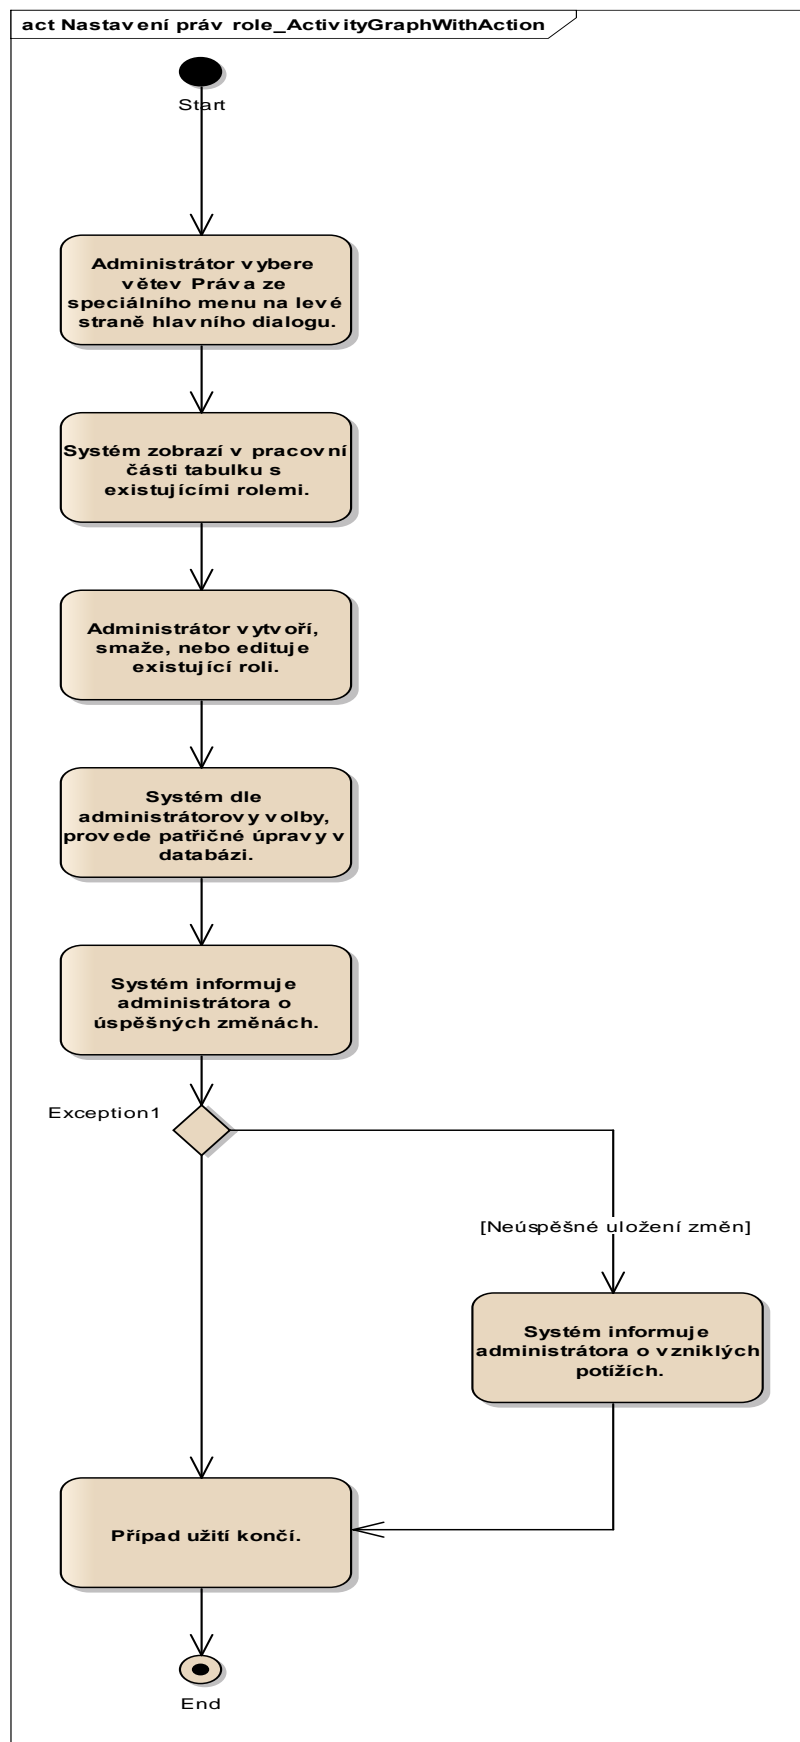 act Nastavení práv role_ActivityGraphWithAction
Start
Administrátor vybere
větev Práva ze
speciálního menu na levé
straně hlavního dialogu.
Systém zobrazí v pracovní
části tabulku s
existujícími rolemi.
Administrátor vytvoří,
smaže, nebo edituje
existující roli.
Systém dle
administrátorovy volby,
provede patřičné úpravy v
databázi.
Systém informuje
administrátora o
úspěšných změnách.
Exception1
[Neúspěšné uložení změn]
Systém informuje
administrátora o vzniklých
potížích.
Případ užití končí.
End